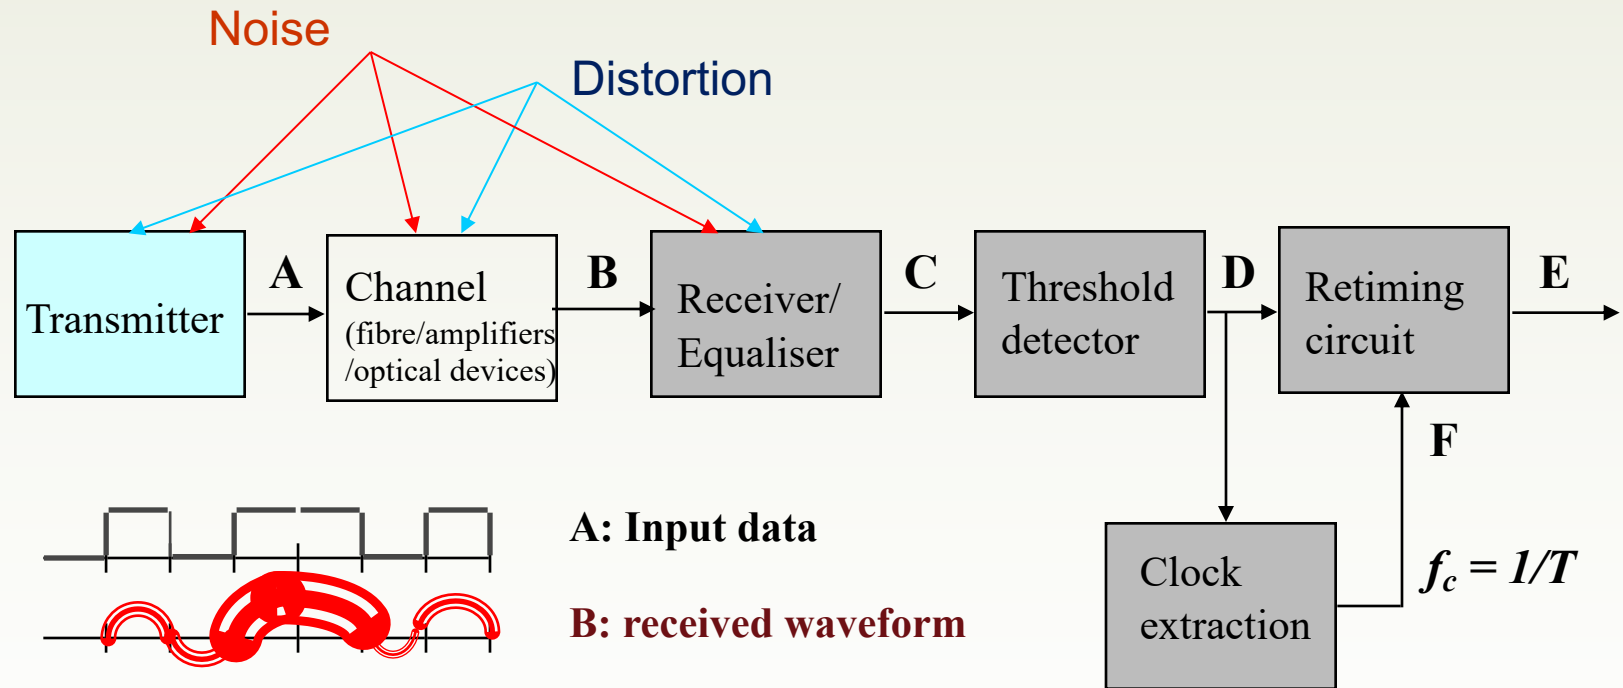 Noise
Distortion
Transmitter
A
Channel
(fibre/amplifiers
/optical devices)
B
Receiver/
Equaliser
C
Threshold
detector
D
Retiming
circuit
E
F
A: Input data
B: received waveform
Clock
extraction
fc = 1/T